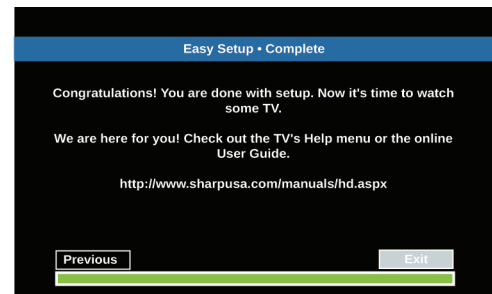 Easy Setup • Complete
Congratulations! You are done with setup. Now it's time to watch
some TV.
We are here for you! Check out the TV's Help menu or the online
User Guide.
http://www.sharpusa.com/manuals/hd.aspx
Previous
Exit